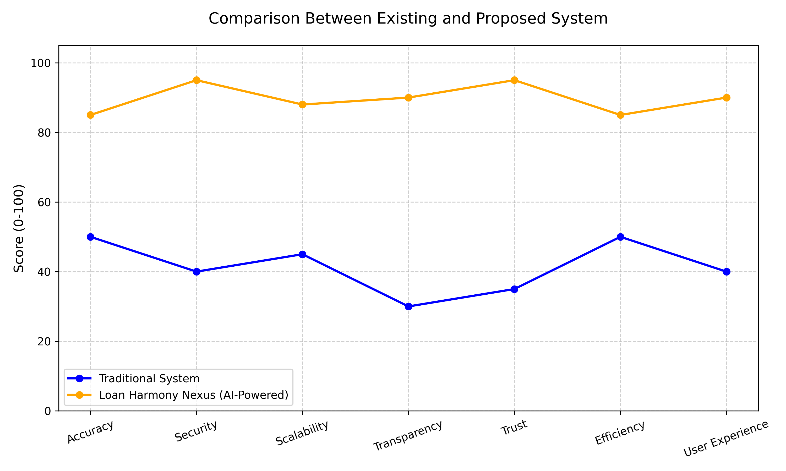 Comparison Between Existing and Proposed System
Score (0-100)
100
80
60
40
20
0
Traditional System
Loan Harmony Nexus (AI-Powered)
Accuracy
Security
Scalability
Transparency
Trust
Efficiency
User Experience